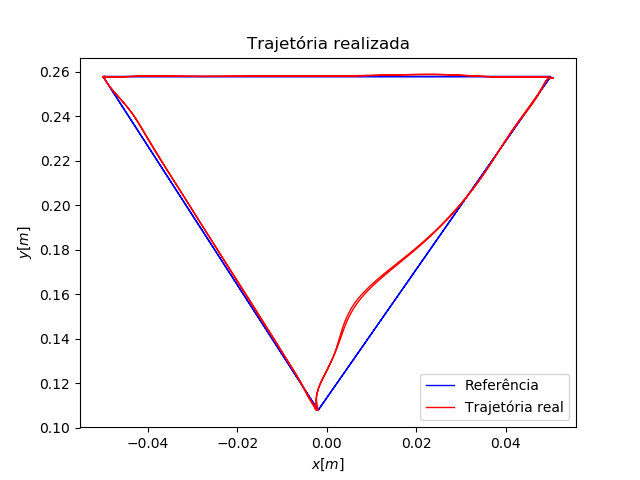 Trajetória realizada
0.26
0.24
0.22
0.20
0.18
0.16
0.14
0.12
0.10
y[m]
−0.04 −0.02 0.00 0.02 0.04
x[m]
Referência
Trajetória real